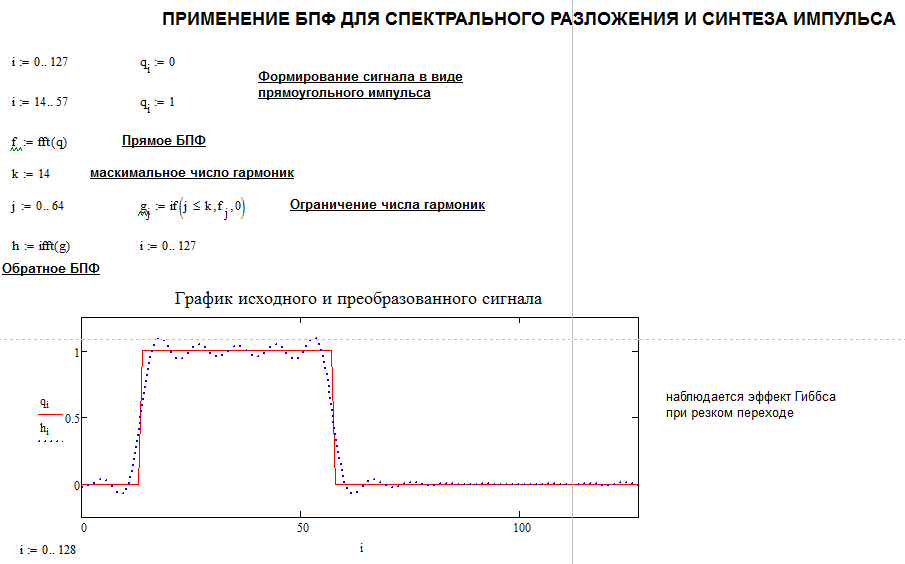 ПРИМЕНЕНИЕ БПФ ДЛЯ СПЕКТРАЛЬНОГО РАЗЛОЖЕНИЯ И СИНТЕЗА ИМПУЛЬСА
i := 0.. 127 q_i := 0
Формирование сигнала в виде
прямоугольного импульса
i := 14.. 57 q_i := 1
f := fft(q) Прямое БПФ
k := 14 маскимальное число гармоник
j := 0.. 64 g_j := if(j ≤ k, f_j, 0) Ограничение числа гармоник
h := ifft(g) i := 0.. 127
Обратное БПФ
График исходного и преобразованного сигнала
1
q_i
0.5
h_i
0
0 50 100
i
наблюдается эффект Гиббса
при резком переходе
i := 0.. 128